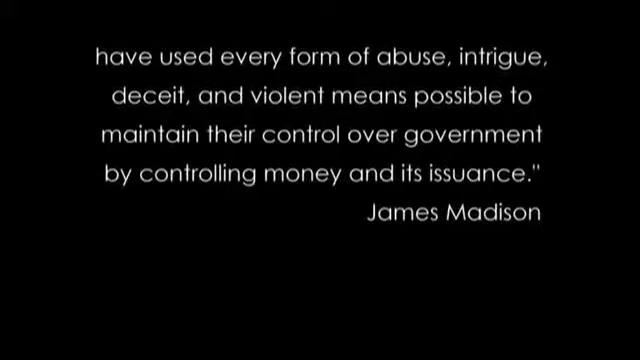 have used every form of abuse, intrigue,
deceit, and violent means possible to
maintain their control over government
by controlling money and its issuance."
James Madison